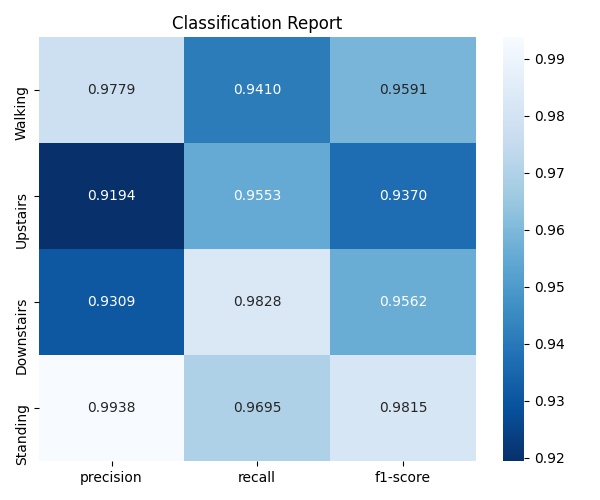 Classification Report
Walking 0.9779 0.9410 0.9591
Upstairs 0.9194 0.9553 0.9370
Downstairs 0.9309 0.9828 0.9562
Standing 0.9938 0.9695 0.9815
precision recall f1-score
0.99
0.98
0.97
0.96
0.95
0.94
0.93
0.92